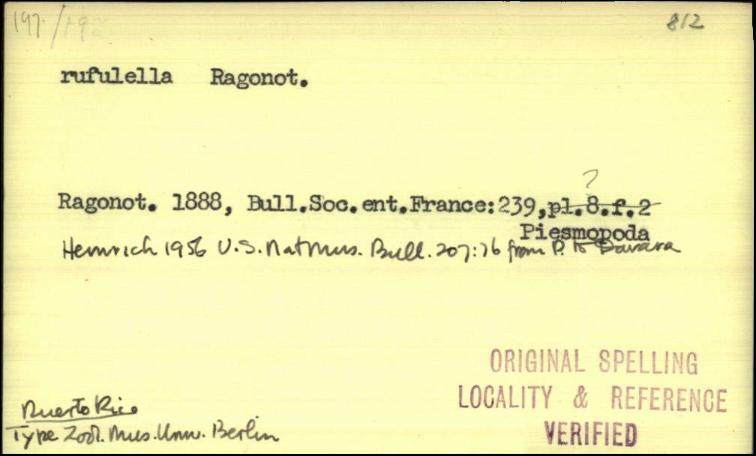 197. / 812
rufulella Ragonot.
?
Ragonot. 1888, Bull.Soc.ent.France:239,pl.8.f.2
Piesmopoda
Heinrich 1956 U.S. Nat Mus. Bull. 207:76 from P. to Davara
ORIGINAL SPELLING
LOCALITY & REFERENCE
VERIFIED
Puerto Rico
Type Zool. Mus. Univ. Berlin